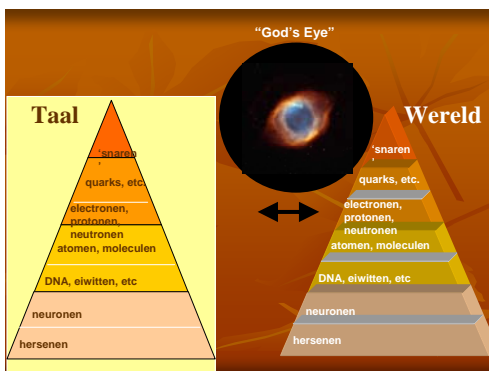 “God’s Eye”
Taal
‘snaren
’
quarks, etc.
electronen,
protonen,
neutronen
atomen, moleculen
DNA, eiwitten, etc
neuronen
hersenen
Wereld
‘snaren
’
quarks, etc.
electronen,
protonen,
neutronen
atomen, moleculen
DNA, eiwitten, etc
neuronen
hersenen